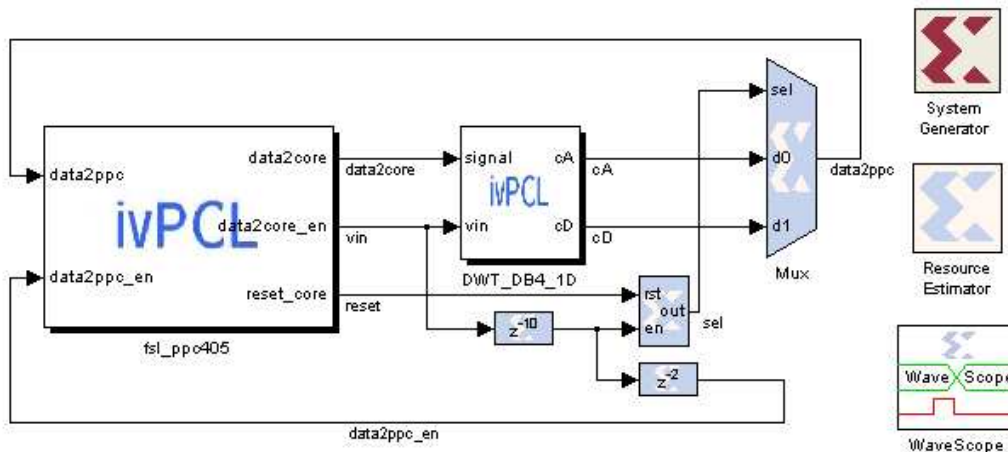 System
Generator
sel
data2core
signal
cA
d0
data2ppc
data2core
cA
data2ppc
ivPCL
ivPCL
data2core_en
vin
cD
d1
vin
cD
data2ppc_en
DWT_DB4_1D
Mux
Resource
Estimator
reset_core
rst
reset
out
sel
z-10
en
fsl_ppc405
z-2
Wave Scope
data2ppc_en
WaveScope